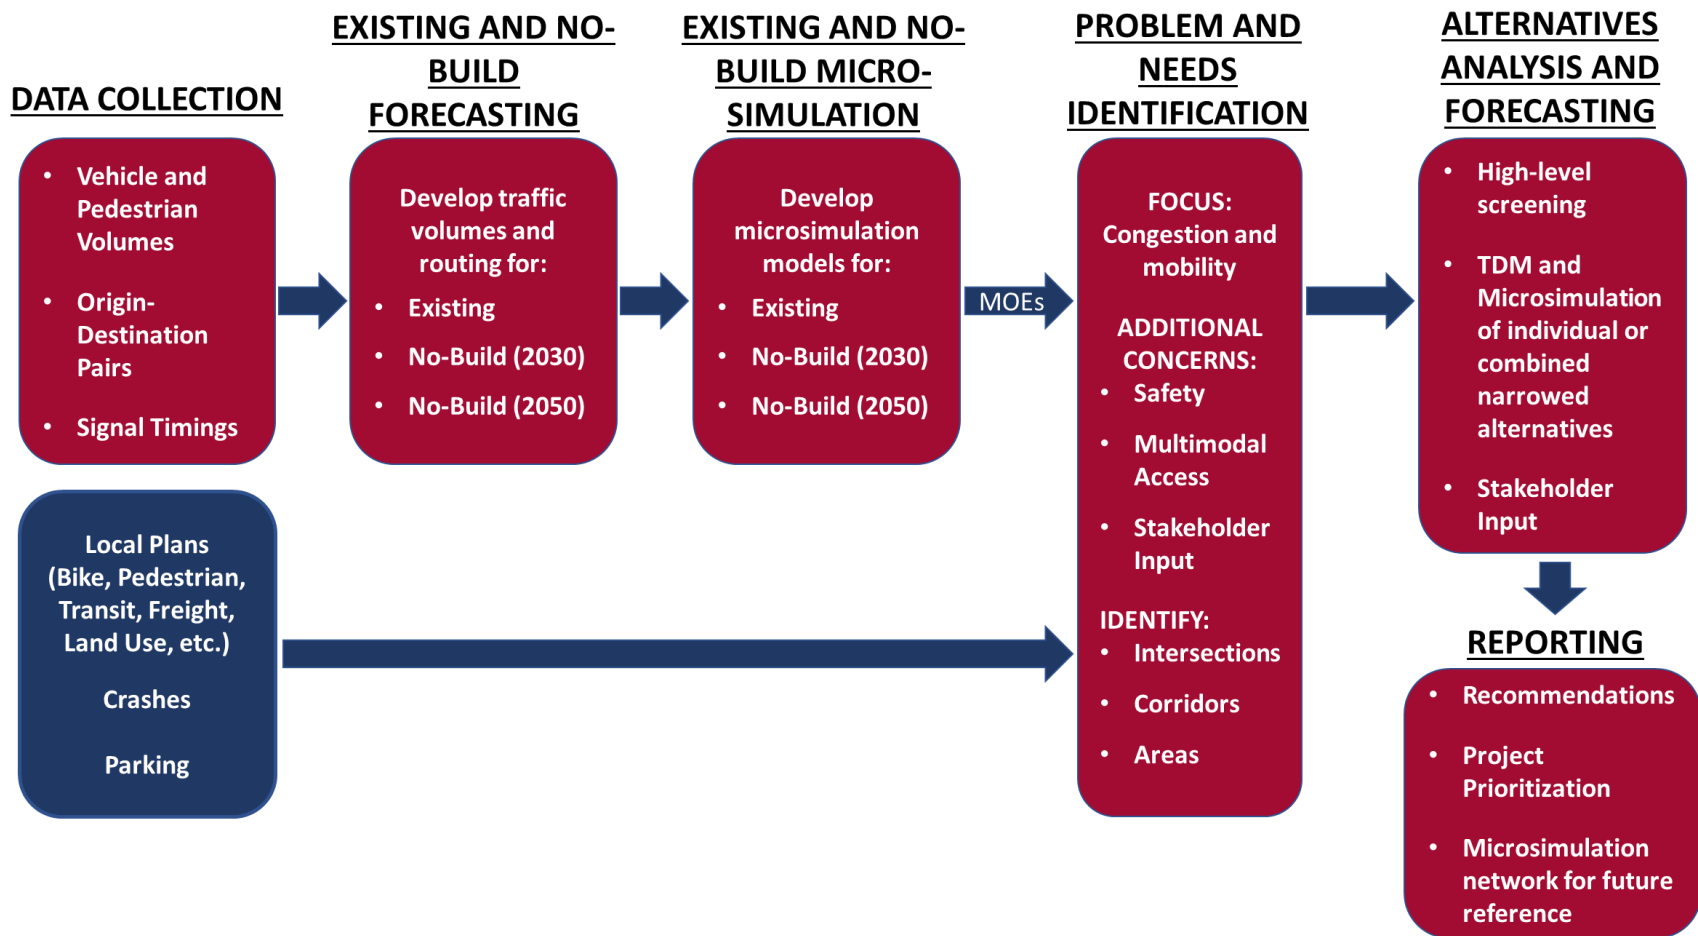 DATA COLLECTION
• Vehicle and
Pedestrian
Volumes
• Origin-
Destination
Pairs
• Signal Timings
Local Plans
(Bike, Pedestrian,
Transit, Freight,
Land Use, etc.)
Crashes
Parking
EXISTING AND NO-
BUILD
FORECASTING
Develop traffic
volumes and
routing for:
• Existing
• No-Build (2030)
• No-Build (2050)
EXISTING AND NO-
BUILD MICRO-
SIMULATION
Develop
microsimulation
models for:
• Existing
• No-Build (2030)
• No-Build (2050)
MOEs
PROBLEM AND
NEEDS
IDENTIFICATION
FOCUS:
Congestion and
mobility
ADDITIONAL
CONCERNS:
• Safety
• Multimodal
Access
• Stakeholder
Input
IDENTIFY:
• Intersections
• Corridors
• Areas
ALTERNATIVES
ANALYSIS AND
FORECASTING
• High-level
screening
• TDM and
Microsimulation
of individual or
combined
narrowed
alternatives
• Stakeholder
Input
REPORTING
• Recommendations
• Project
Prioritization
• Microsimulation
network for future
reference